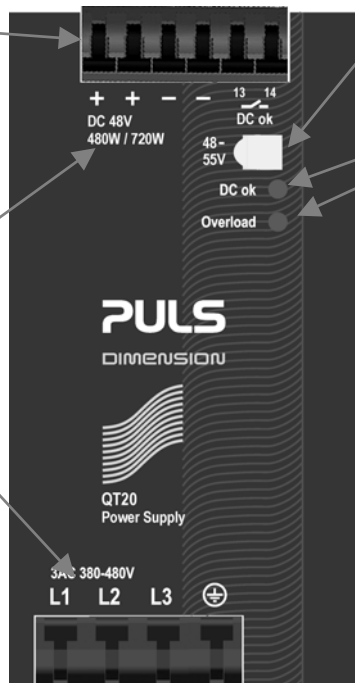 + + − − 13 14
DC 48V
480W / 720W
DC ok
48-
55V
DC ok
Overload
PULS
DIMENSION
QT20
Power Supply
3AC 380-480V
L1 L2 L3